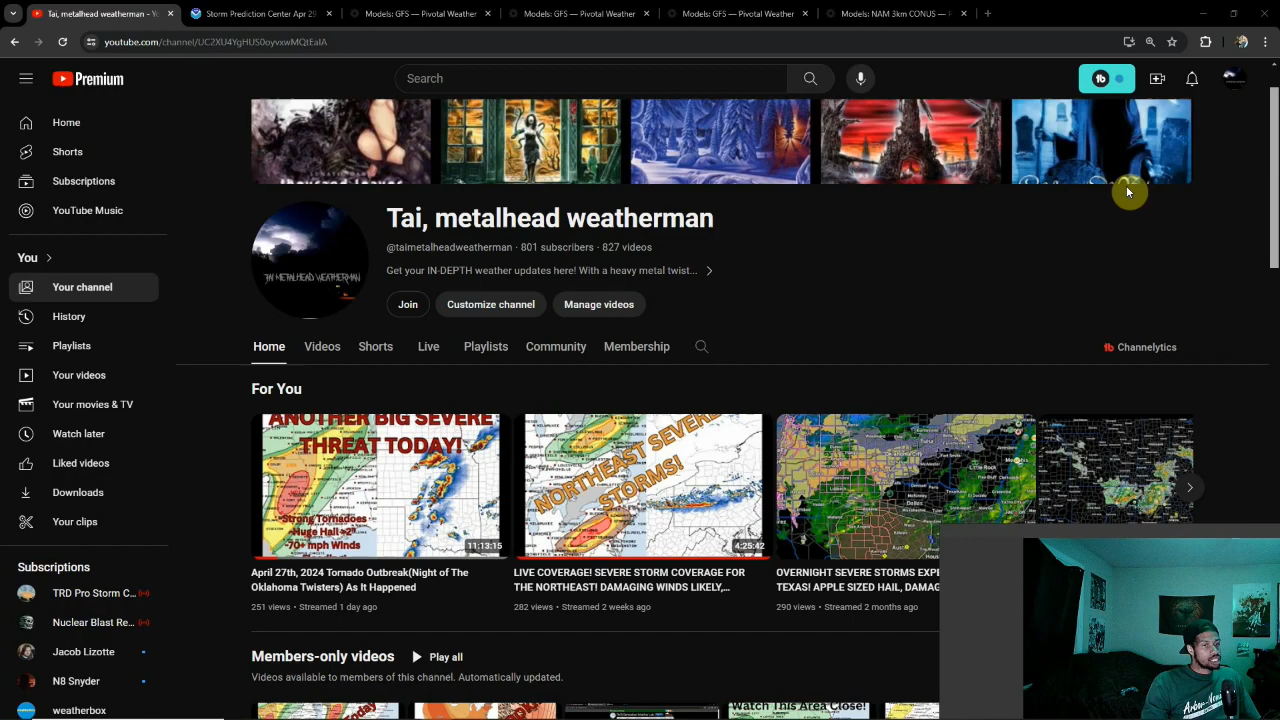 Tai, metalhead weatherman - Y
Storm Prediction Center Apr 29
Models: GFS — Pivotal Weather
Models: GFS — Pivotal Weather
Models: GFS — Pivotal Weather
Models: NAM 3km CONUS —
youtube.com/channel/UC2XU4YgHUS0oyvxwMQtEalA
Premium
Search
Home
Shorts
Subscriptions
YouTube Music
You
Your channel
History
Playlists
Your videos
Your movies & TV
Watch later
Liked videos
Downloads
Your clips
Subscriptions
TRD Pro Storm C...
Nuclear Blast Re...
Jacob Lizotte
N8 Snyder
weatherbox
Tai, metalhead weatherman
@taimetalheadweatherman · 801 subscribers · 827 videos
Get your IN-DEPTH weather updates here! With a heavy metal twist...
Join
Customize channel
Manage videos
Home
Videos
Shorts
Live
Playlists
Community
Membership
Channelytics
For You
ANOTHER BIG SEVERE
THREAT TODAY!
*Strong Tornadoes
*Huge Hail +2"
*70+ mph Winds
11:13:15
April 27th, 2024 Tornado Outbreak(Night of The
Oklahoma Twisters) As It Happened
251 views • Streamed 1 day ago
NORTHEAST SEVERE
STORMS!
4:25:42
LIVE COVERAGE! SEVERE STORM COVERAGE FOR
THE NORTHEAST! DAMAGING WINDS LIKELY,...
282 views • Streamed 2 weeks ago
OVERNIGHT SEVERE STORMS EXP
TEXAS! APPLE SIZED HAIL, DAMAG
290 views • Streamed 2 months ago
Members-only videos
Play all
Videos available to members of this channel. Automatically updated.
Watch This Area Close!